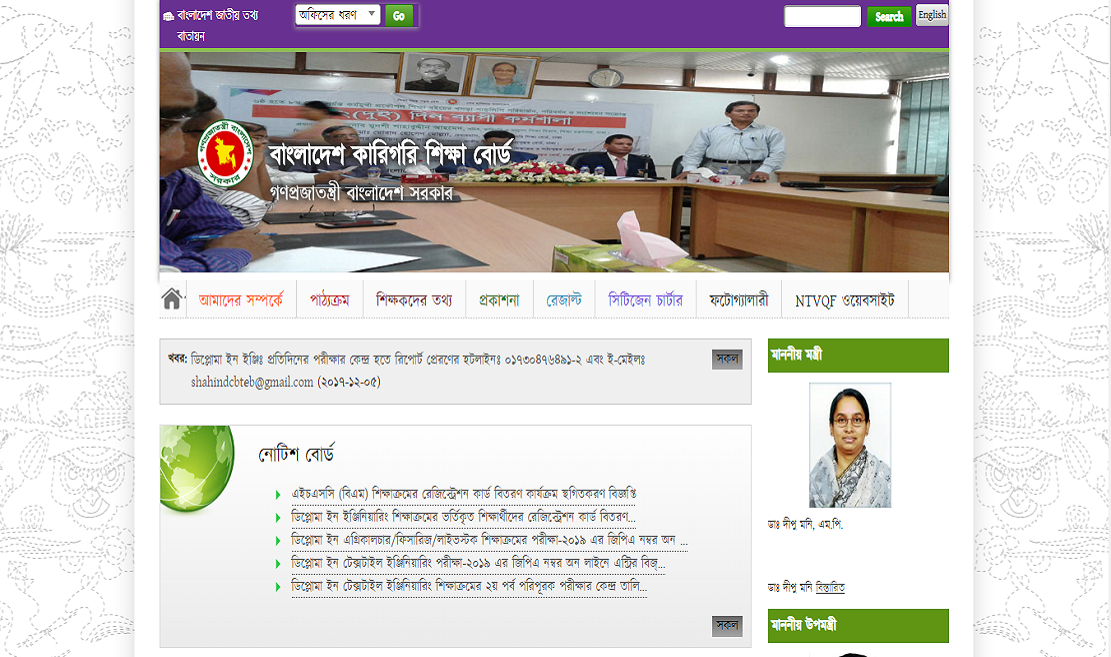 বাংলাদেশ জাতীয় তথ্য
বাতায়ন
অফিসের ধরণ
Go
Search
English
২(দুই) দিন-ব্যাপী কর্মশালা
বাংলাদেশ কারিগরি শিক্ষা বোর্ড
গণপ্রজাতন্ত্রী বাংলাদেশ সরকার
আমাদের সম্পর্কে
পাঠ্যক্রম
শিক্ষকদের তথ্য
প্রকাশনা
রেজাল্ট
সিটিজেন চার্টার
ফটোগ্যালারী
NTVQF ওয়েবসাইট
খবর: ডিপ্লোমা ইন ইঞ্জিঃ প্রতিদিনের পরীক্ষার কেন্দ্র হতে রিপোর্ট প্রেরণের হটলাইনঃ ০১৭৩০৪৭৬৪৯১-২ এবং ই-মেইলঃ
shahindcbteb@gmail.com (২০১৭-১২-০৫)
সকল
মাননীয় মন্ত্রী
নোটিশ বোর্ড
এইচএসসি (বিএম) শিক্ষাক্রমের রেজিস্ট্রেশন কার্ড বিতরণ কার্যক্রম স্থগিতকরণ বিজ্ঞপ্তি
ডিপ্লোমা ইন ইঞ্জিনিয়ারিং শিক্ষাক্রমের ভর্তিকৃত শিক্ষার্থীদের রেজিস্ট্রেশন কার্ড বিতরণ...
ডিপ্লোমা ইন এগ্রিকালচার/ফিসারিজ/লাইভস্টক শিক্ষাক্রমের পরীক্ষা-২০১৯ এর জিপিএ নম্বর অন ...
ডিপ্লোমা ইন টেক্সটাইল ইঞ্জিনিয়ারিং পরীক্ষা-২০১৯ এর জিপিএ নম্বর অন লাইনে এন্ট্রির বিজ্...
ডিপ্লোমা ইন টেক্সটাইল ইঞ্জিনিয়ারিং শিক্ষাক্রমের ২য় পর্ব পরিপূরক পরীক্ষার কেন্দ্র তালি...
সকল
ডাঃ দীপু মনি, এম.পি.
ডাঃ দীপু মনি বিস্তারিত
মাননীয় উপমন্ত্রী